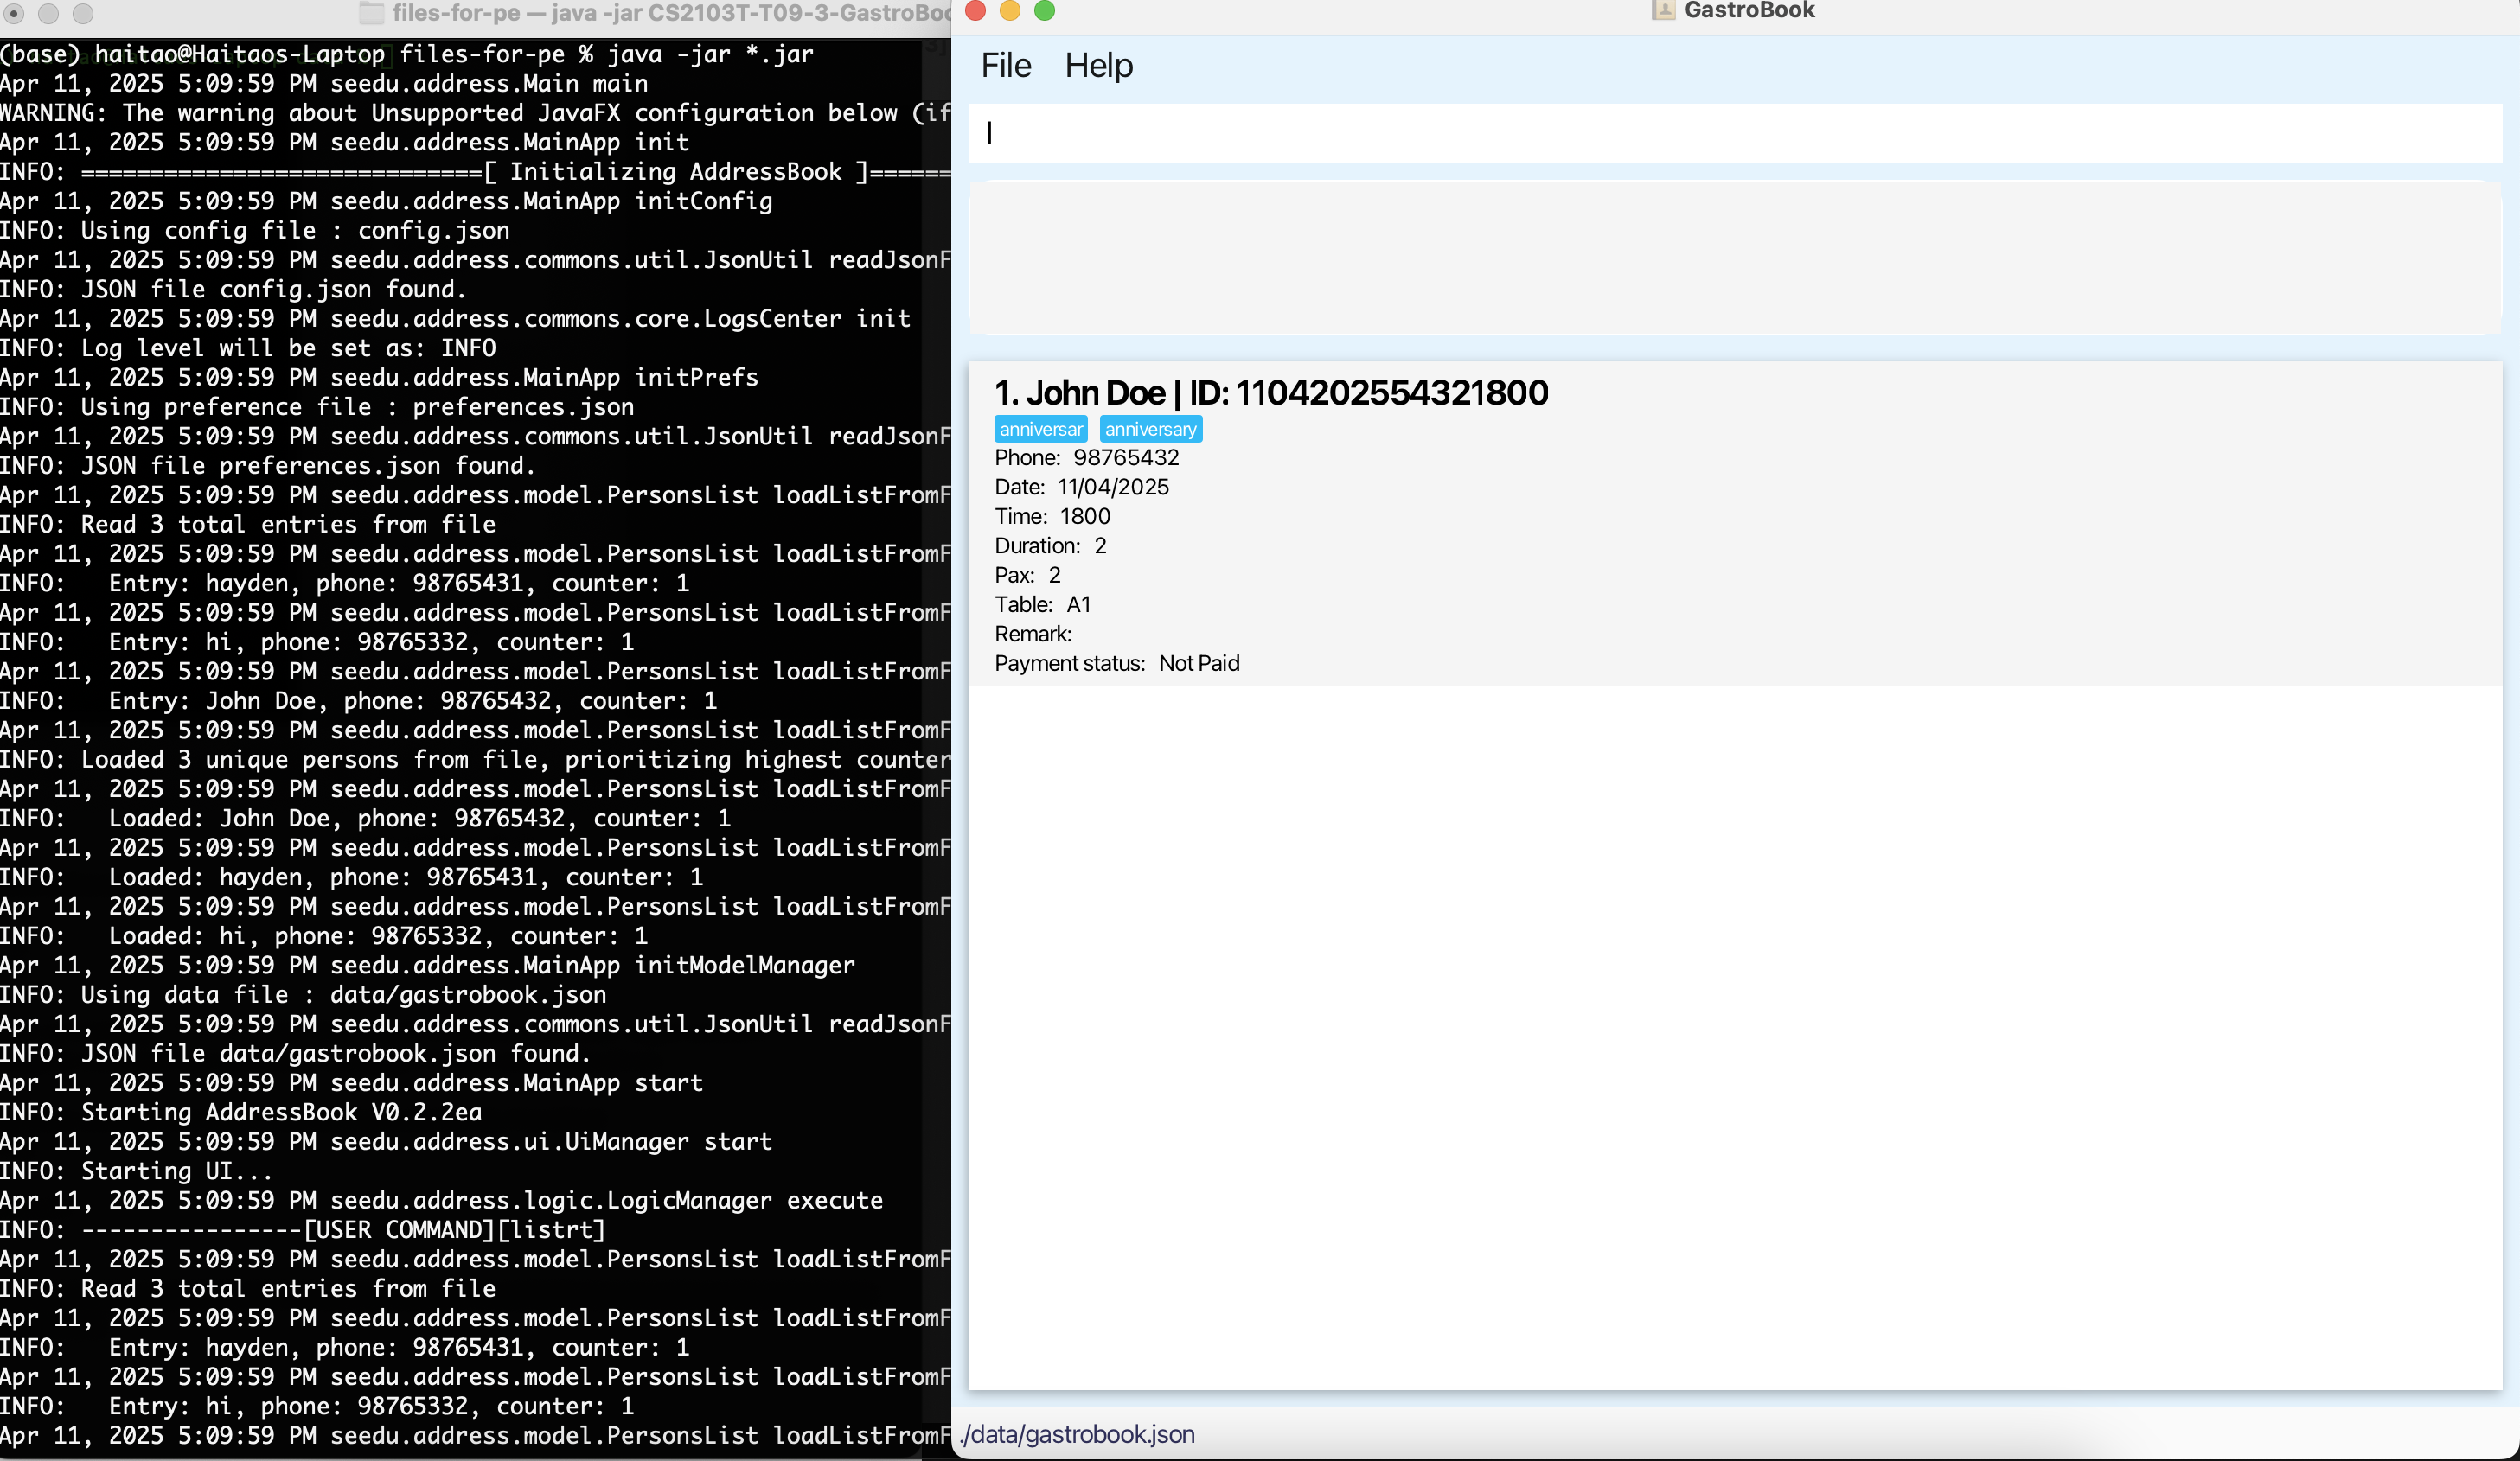 files-for-pe — java -jar CS2103T-T09-3-GastroBoo
(base) haitao@Haitaos-Laptop files-for-pe % java -jar *.jar
Apr 11, 2025 5:09:59 PM seedu.address.Main main
WARNING: The warning about Unsupported JavaFX configuration below (if
Apr 11, 2025 5:09:59 PM seedu.address.MainApp init
INFO: =============================[ Initializing AddressBook ]======
Apr 11, 2025 5:09:59 PM seedu.address.MainApp initConfig
INFO: Using config file : config.json
Apr 11, 2025 5:09:59 PM seedu.address.commons.util.JsonUtil readJsonF
INFO: JSON file config.json found.
Apr 11, 2025 5:09:59 PM seedu.address.commons.core.LogsCenter init
INFO: Log level will be set as: INFO
Apr 11, 2025 5:09:59 PM seedu.address.MainApp initPrefs
INFO: Using preference file : preferences.json
Apr 11, 2025 5:09:59 PM seedu.address.commons.util.JsonUtil readJsonF
INFO: JSON file preferences.json found.
Apr 11, 2025 5:09:59 PM seedu.address.model.PersonsList loadListFromF
INFO: Read 3 total entries from file
Apr 11, 2025 5:09:59 PM seedu.address.model.PersonsList loadListFromF
INFO:   Entry: hayden, phone: 98765431, counter: 1
Apr 11, 2025 5:09:59 PM seedu.address.model.PersonsList loadListFromF
INFO:   Entry: hi, phone: 98765332, counter: 1
Apr 11, 2025 5:09:59 PM seedu.address.model.PersonsList loadListFromF
INFO:   Entry: John Doe, phone: 98765432, counter: 1
Apr 11, 2025 5:09:59 PM seedu.address.model.PersonsList loadListFromF
INFO: Loaded 3 unique persons from file, prioritizing highest counter
Apr 11, 2025 5:09:59 PM seedu.address.model.PersonsList loadListFromF
INFO:   Loaded: John Doe, phone: 98765432, counter: 1
Apr 11, 2025 5:09:59 PM seedu.address.model.PersonsList loadListFromF
INFO:   Loaded: hayden, phone: 98765431, counter: 1
Apr 11, 2025 5:09:59 PM seedu.address.model.PersonsList loadListFromF
INFO:   Loaded: hi, phone: 98765332, counter: 1
Apr 11, 2025 5:09:59 PM seedu.address.MainApp initModelManager
INFO: Using data file : data/gastrobook.json
Apr 11, 2025 5:09:59 PM seedu.address.commons.util.JsonUtil readJsonF
INFO: JSON file data/gastrobook.json found.
Apr 11, 2025 5:09:59 PM seedu.address.MainApp start
INFO: Starting AddressBook V0.2.2ea
Apr 11, 2025 5:09:59 PM seedu.address.ui.UiManager start
INFO: Starting UI...
Apr 11, 2025 5:09:59 PM seedu.address.logic.LogicManager execute
INFO: ----------------[USER COMMAND][listrt]
Apr 11, 2025 5:09:59 PM seedu.address.model.PersonsList loadListFromF
INFO: Read 3 total entries from file
Apr 11, 2025 5:09:59 PM seedu.address.model.PersonsList loadListFromF
INFO:   Entry: hayden, phone: 98765431, counter: 1
Apr 11, 2025 5:09:59 PM seedu.address.model.PersonsList loadListFromF
INFO:   Entry: hi, phone: 98765332, counter: 1
Apr 11, 2025 5:09:59 PM seedu.address.model.PersonsList loadListFromF
GastroBook
File Help
1. John Doe | ID: 1104202554321800
anniversar anniversary
Phone: 98765432
Date: 11/04/2025
Time: 1800
Duration: 2
Pax: 2
Table: A1
Remark:
Payment status: Not Paid
./data/gastrobook.json